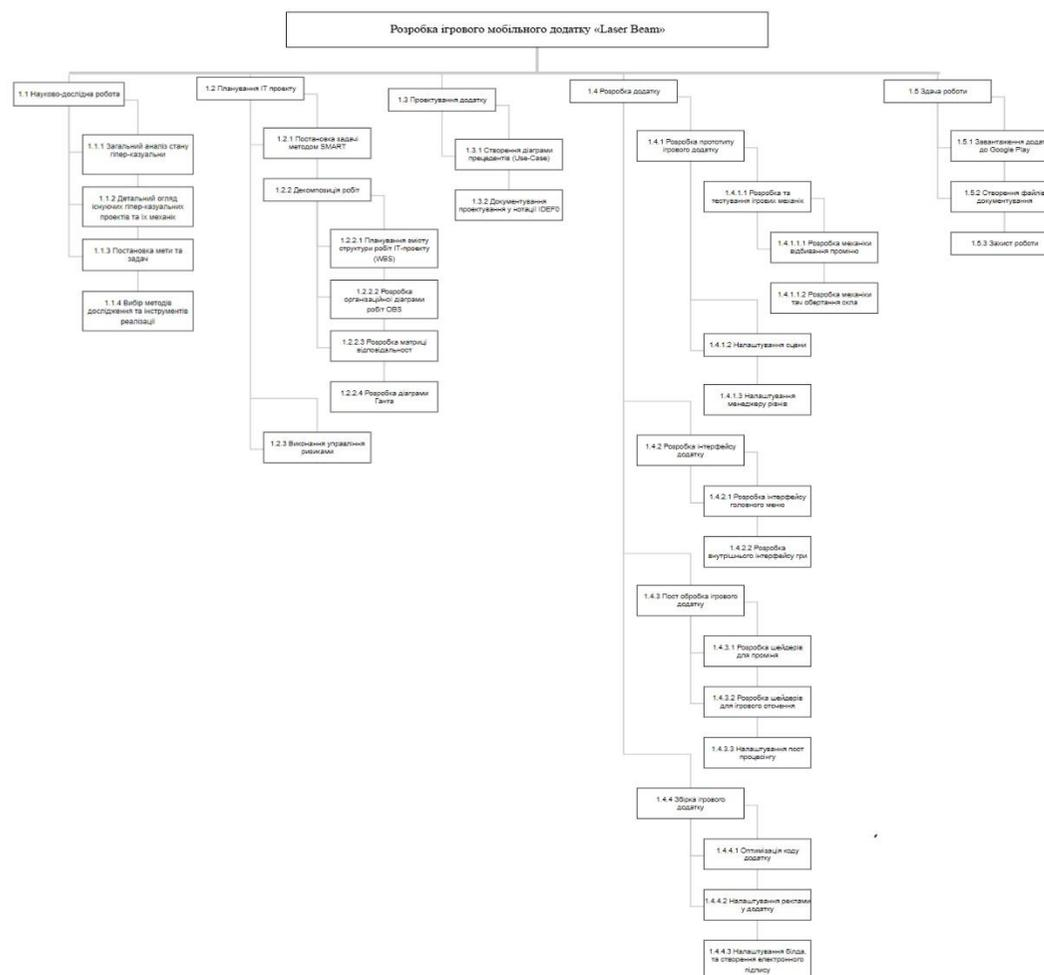 Розробка ігрового мобільного додатку «Laser Beam»
1.1 Науково-дослідна робота
1.1.1 Загальний аналіз стану
гіпер-казуальни
1.1.2 Детальний огляд
існуючих гіпер-казуальних
проектів та їх механік
1.1.3 Постановка мети та
задач
1.1.4 Вибір методів
дослідження та інструментів
реалізації
1.2 Планування ІТ проекту
1.2.1 Постановка задачі
методом SMART
1.2.2 Декомпозиція робіт
1.2.2.1 Планування змісту
структури робіт ІТ-проекту
(WBS)
1.2.2.2 Розробка
організаційної діаграми
робіт OBS
1.2.2.3 Розробка матриці
відповідальност
1.2.2.4 Розробка діаграми
Ганта
1.2.3 Виконання управління
ризиками
1.3 Проектування додатку
1.3.1 Створення діаграми
прецедентів (Use-Case)
1.3.2 Документування
проектування у нотації IDEF0
1.4 Розробка додатку
1.4.1 Розробка прототипу
ігрового додатку
1.4.1.1 Розробка та
тестування ігрових механік
1.4.1.1.1 Розробка механіки
відбивання променю
1.4.1.1.2 Розробка механіки
тач обертання скла
1.4.1.2 Налаштування сцени
1.4.1.3 Налаштування
менеджеру рівнів
1.4.2 Розробка інтерфейсу
додатку
1.4.2.1 Розробка інтерфейсу
головного меню
1.4.2.2 Розробка
внутрішнього інтерфейсу гри
1.4.3 Пост обробка ігрового
додатку
1.4.3.1 Розробка шейдерів
для проміня
1.4.3.2 Розробка шейдерів
для ігрового оточення
1.4.3.3 Налаштування пост
процесінгу
1.4.4 Збірка ігрового
додатку
1.4.4.1 Оптимізація коду
додатку
1.4.4.2 Налаштування реклами
у додатку
1.4.4.3 Налаштування білда,
та створення електронного
підпису
1.5 Здача роботи
1.5.1 Завантаження додат
до Google Play
1.5.2 Створення файлів
документування
1.5.3 Захист роботи